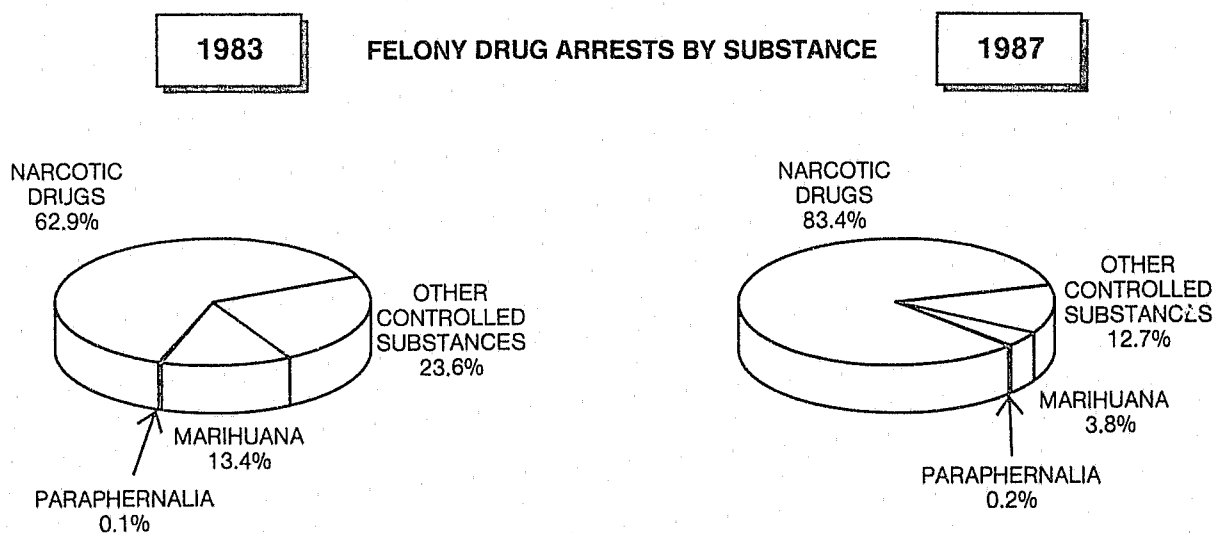 1983
FELONY DRUG ARRESTS BY SUBSTANCE
1987
NARCOTIC
DRUGS
62.9%
OTHER
CONTROLLED
SUBSTANCES
23.6%
MARIHUANA
13.4%
PARAPHERNALIA
0.1%
NARCOTIC
DRUGS
83.4%
OTHER
CONTROLLED
SUBSTANCES
12.7%
MARIHUANA
3.8%
PARAPHERNALIA
0.2%